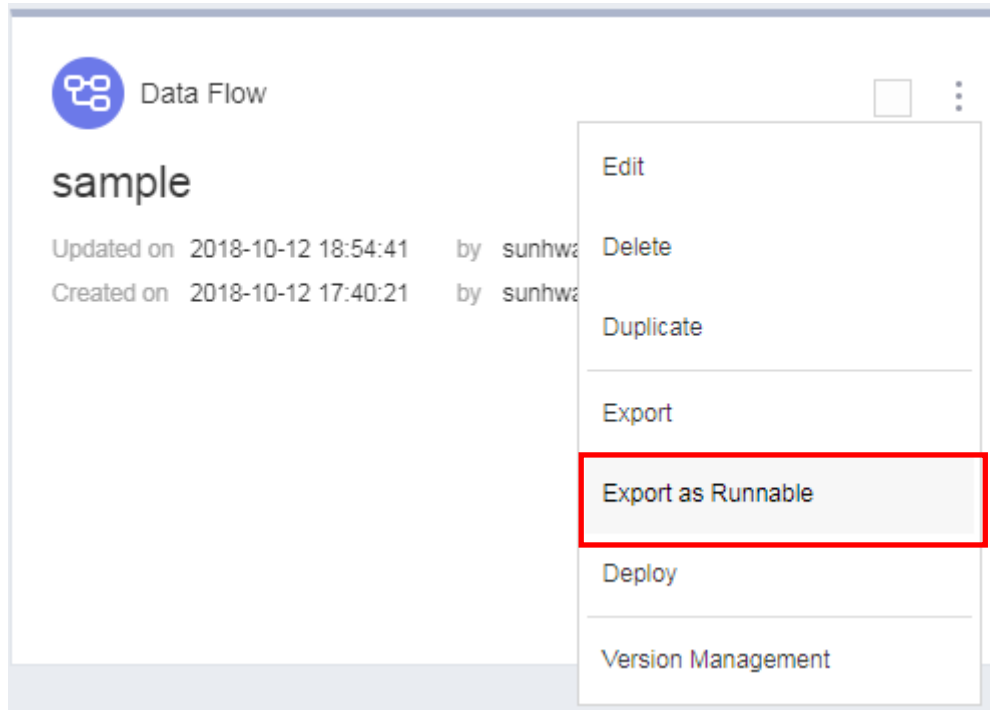 Data Flow
sample
Updated on 2018-10-12 18:54:41 by
Created on 2018-10-12 17:40:21 by
Edit
Delete
Duplicate
Export
Export as Runnable
Deploy
Version Management